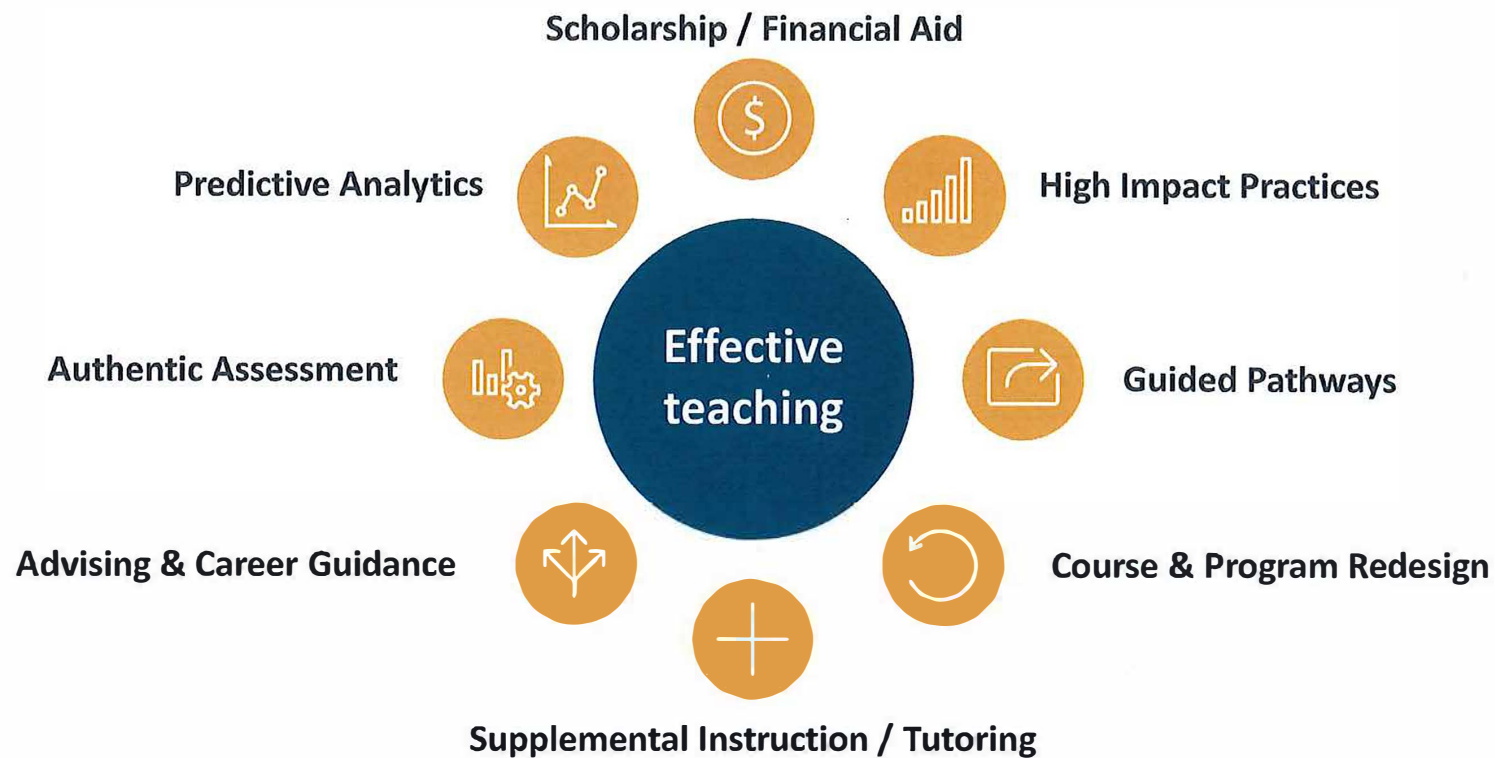 Scholarship / Financial Aid
$
Predictive Analytics
High Impact Practices
Effective
teaching
Authentic Assessment
Guided Pathways
Advising & Career Guidance
Course & Program Redesign
Supplemental Instruction / Tutoring